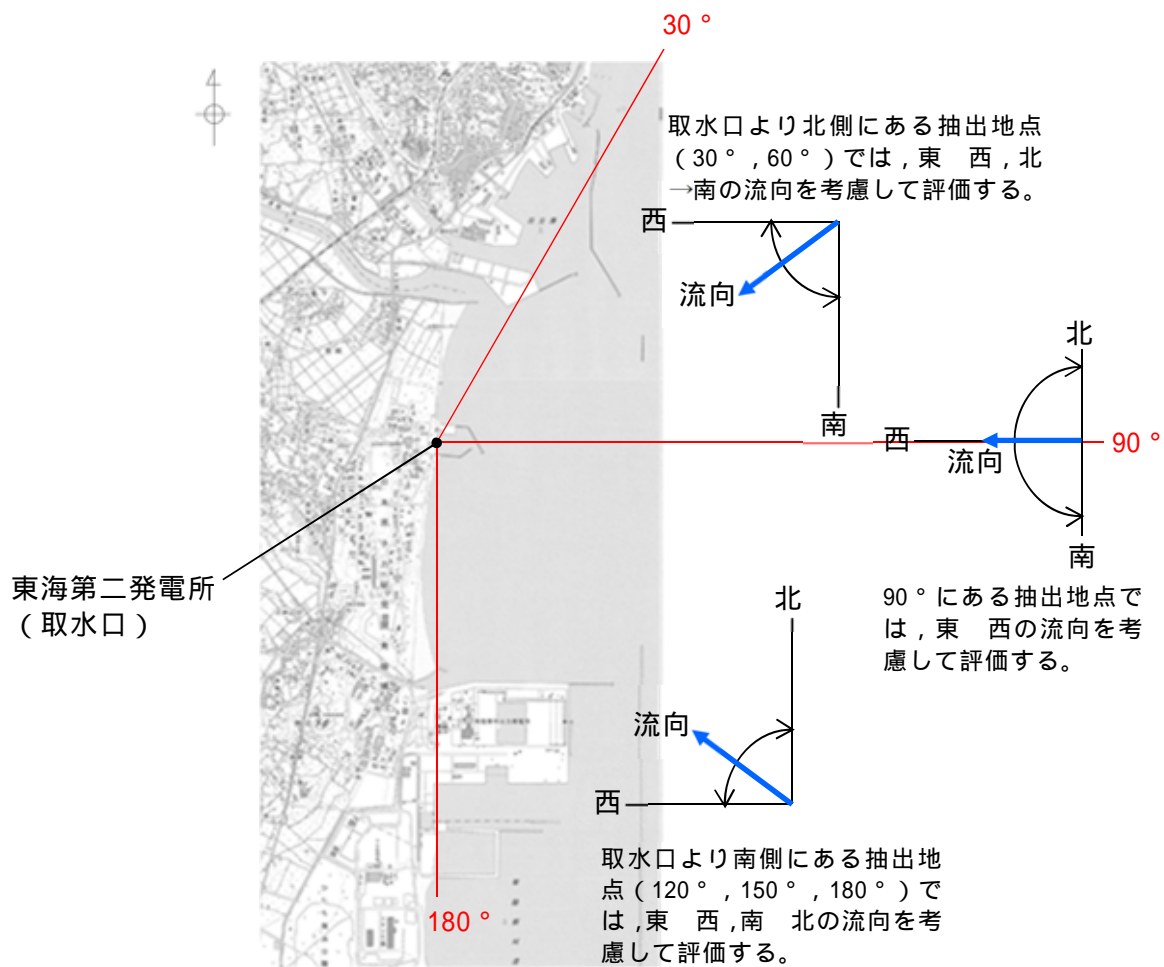 30 °
取水口より北側にある抽出地点
（30 ° , 60 ° ）では , 東　西 , 北
→南の流向を考慮して評価する。
西
流向
南
北
西
流向
90 °
南
90 ° にある抽出地点で
は , 東　西の流向を考
慮して評価する。
東海第二発電所
（取水口）
北
流向
西
取水口より南側にある抽出地
点（120 ° , 150 ° , 180 ° ）で
は , 東　西 , 南　北の流向を考
慮して評価する。
180 °